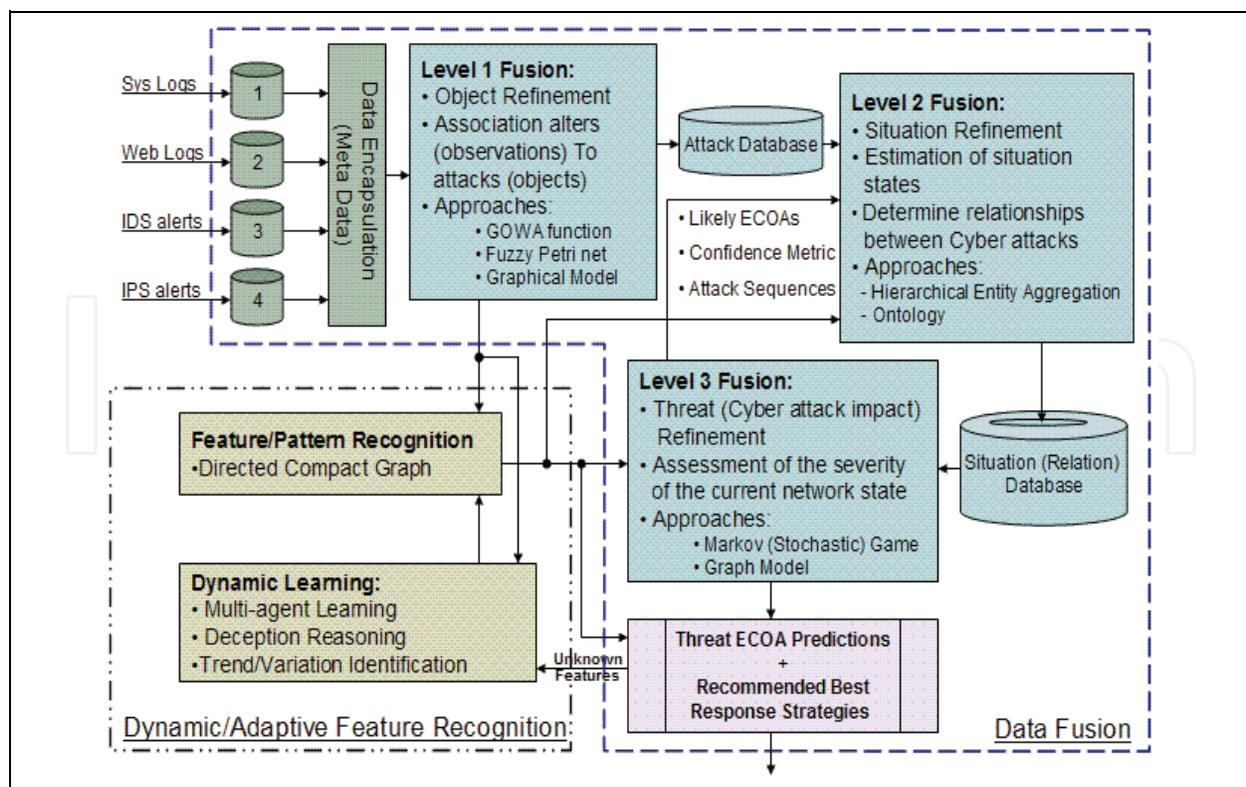 Sys Logs
1
Web Logs
2
IDS alerts
3
IPS alerts
4
Data Encapsulation
(Meta Data)
Level 1 Fusion:
• Object Refinement
• Association alters
(observations) To
attacks (objects)
• Approaches:
• GOWA function
• Fuzzy Petri net
• Graphical Model
Attack Database
Level 2 Fusion:
• Situation Refinement
• Estimation of situation
states
• Determine relationships
between Cyber attacks
• Approaches:
- Hierarchical Entity Aggregation
- Ontology
• Likely ECOAs
• Confidence Metric
• Attack Sequences
Level 3 Fusion:
• Threat (Cyber attack impact)
Refinement
• Assessment of the severity
of the current network state
• Approaches:
• Markov (Stochastic) Game
• Graph Model
Situation (Relation)
Database
Feature/Pattern Recognition
•Directed Compact Graph
Dynamic Learning:
• Multi-agent Learning
• Deception Reasoning
•Trend/Variation Identification
Unknown
Features
Threat ECOA Predictions
+
Recommended Best
Response Strategies
Dynamic/Adaptive Feature Recognition
Data Fusion